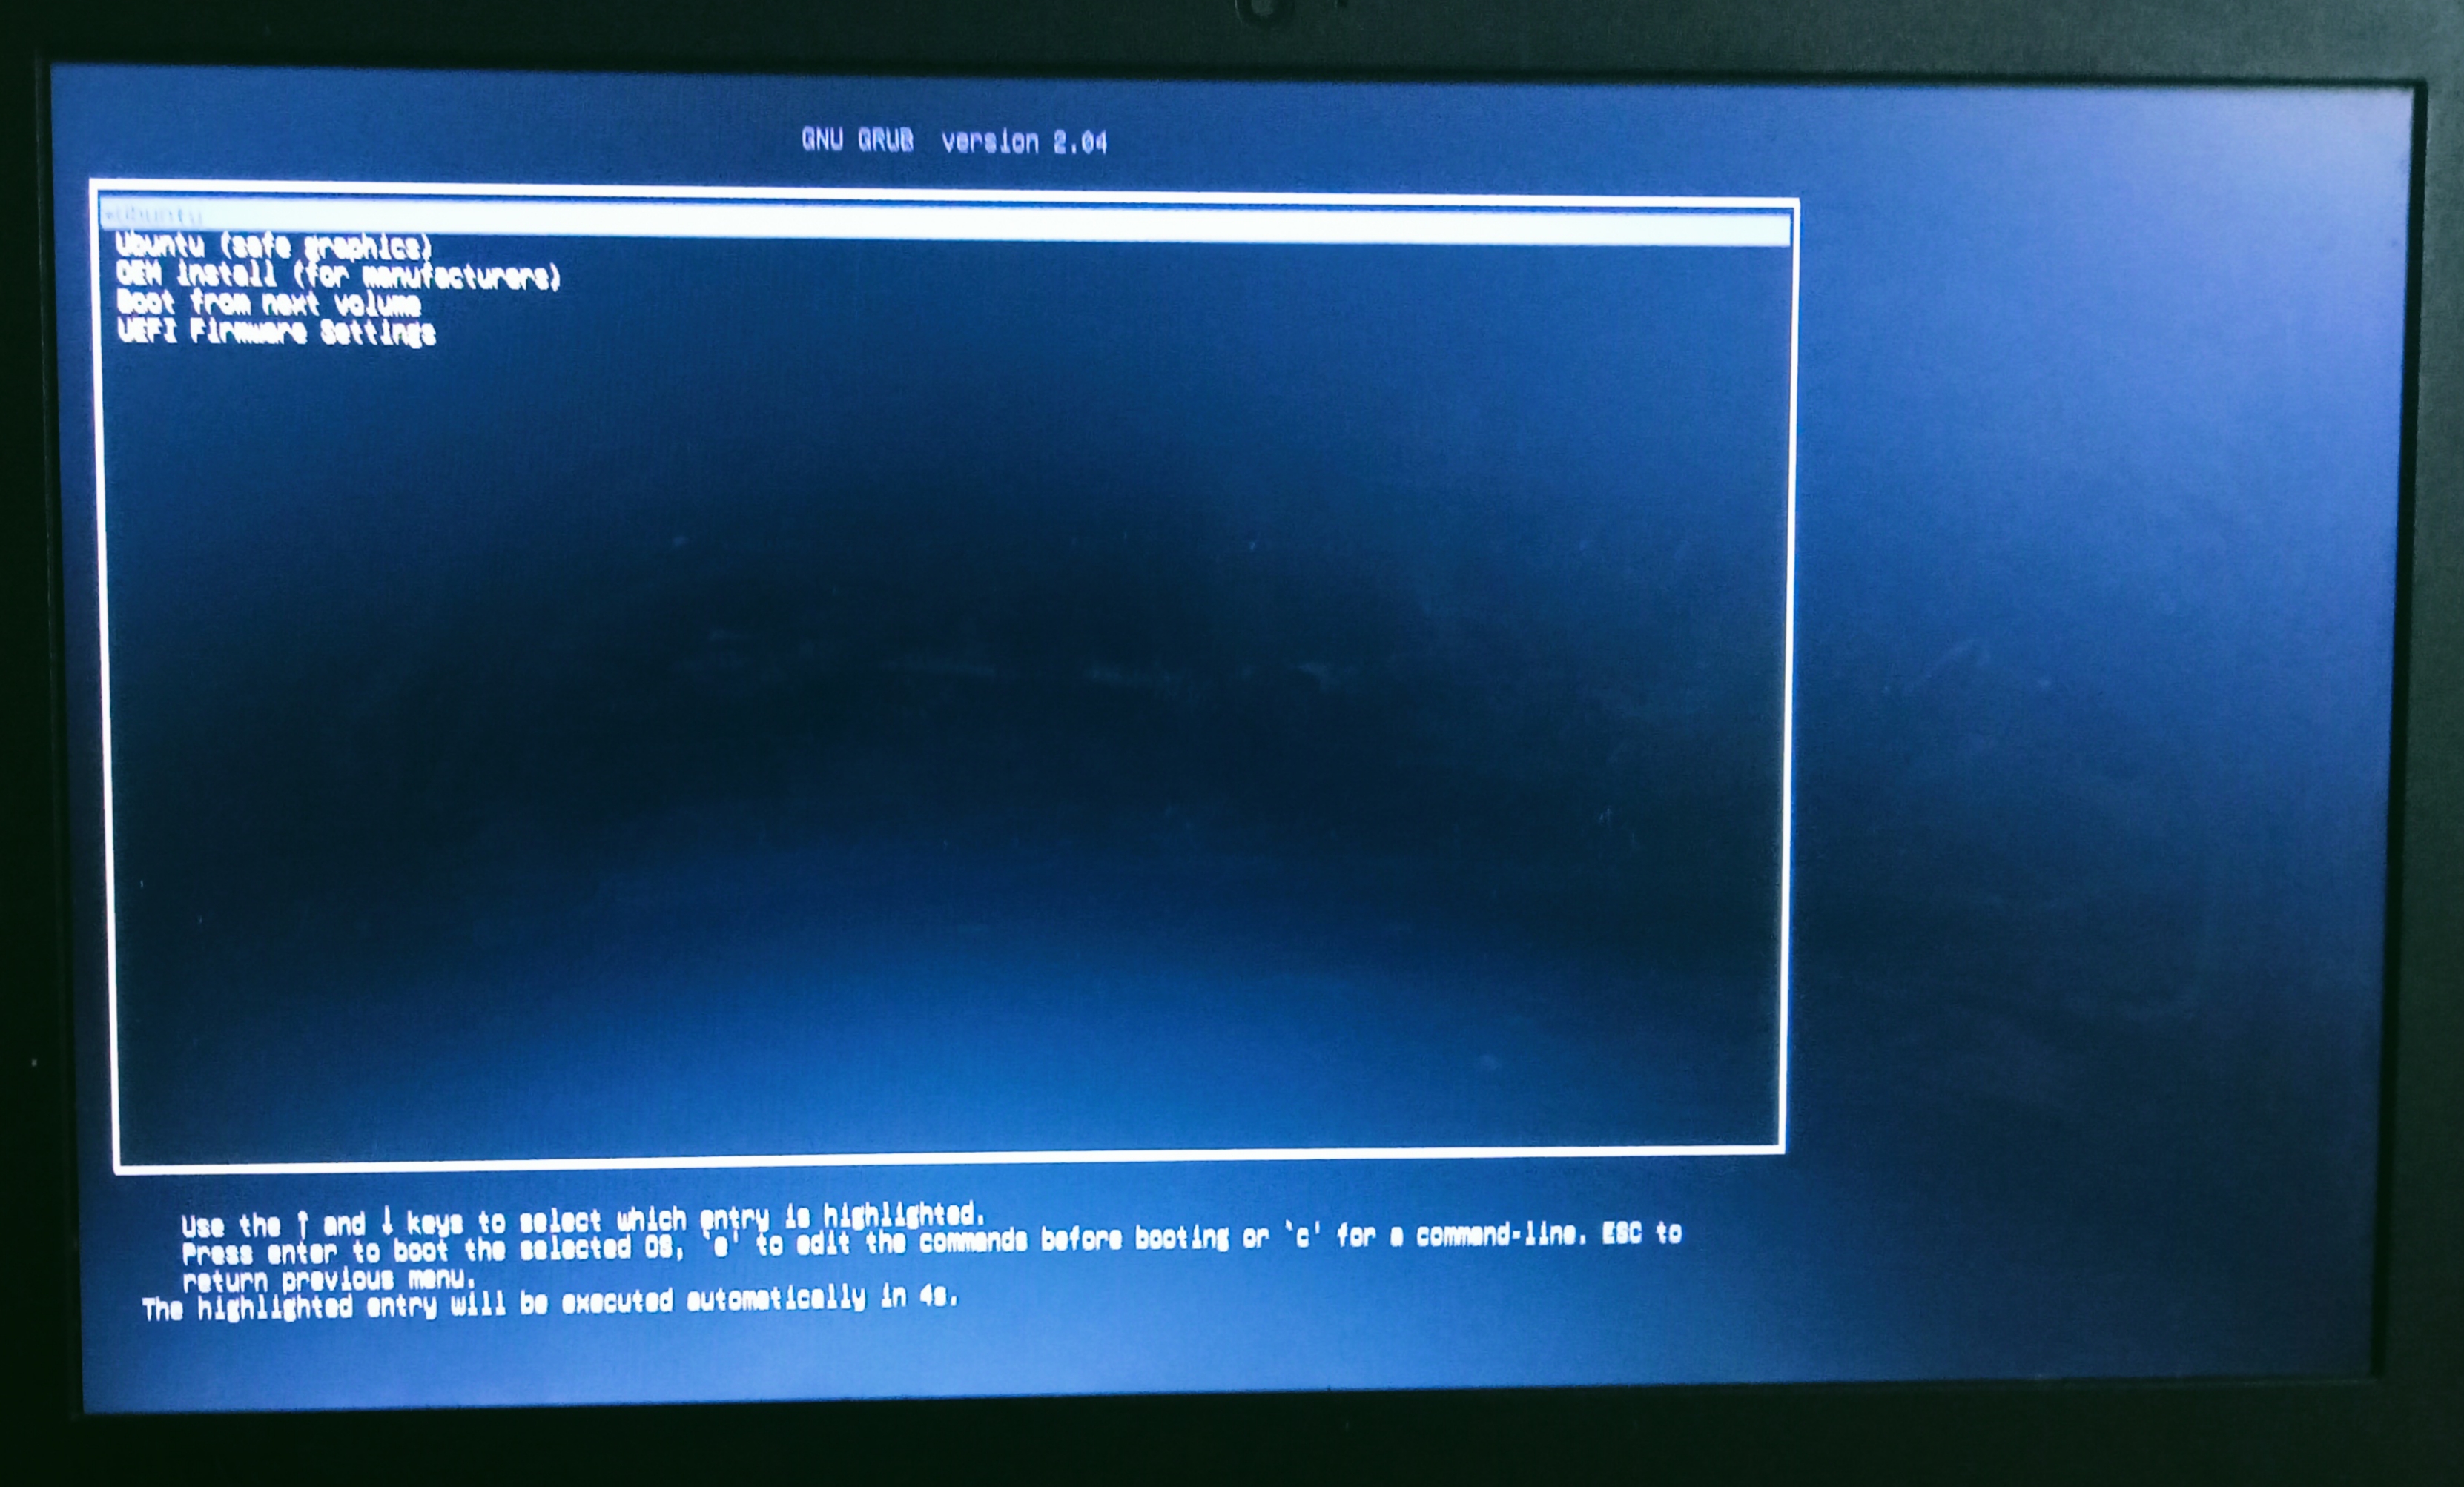 GNU GRUB  version 2.04
*Ubuntu
Ubuntu (safe graphics)
OEM install (for manufacturers)
Boot from next volume
UEFI Firmware Settings
Use the ↑ and ↓ keys to select which entry is highlighted.
Press enter to boot the selected OS, `e' to edit the commands before booting or `c' for a command-line. ESC to
return previous menu.
The highlighted entry will be executed automatically in 4s.